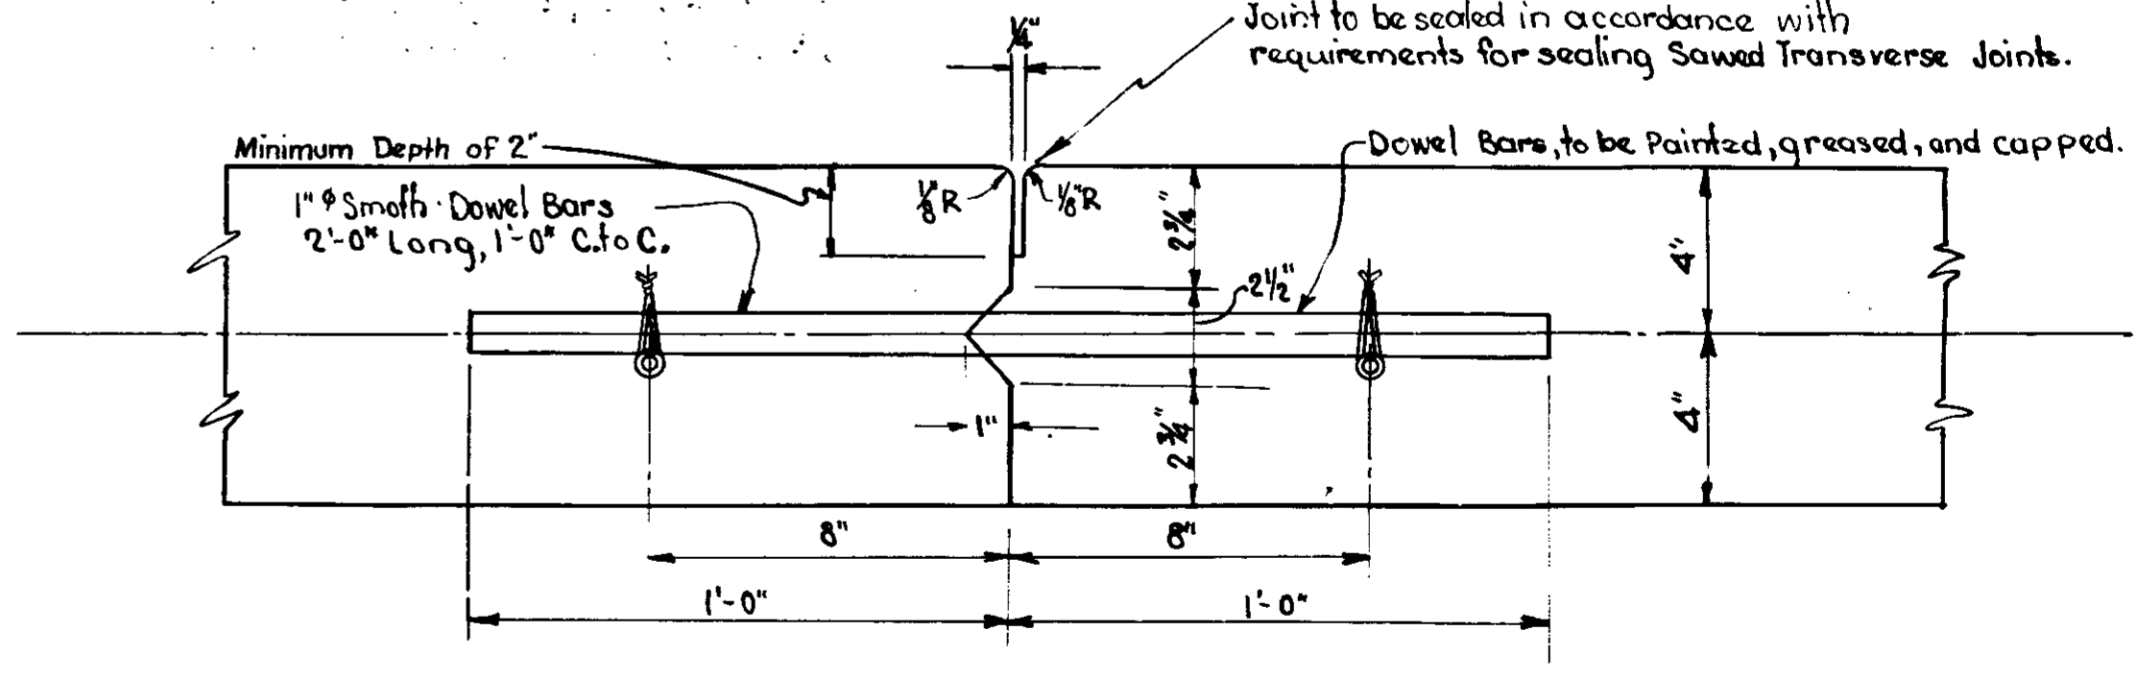 1/4"
Joint to be sealed in accordance with
requirements for sealing Sawed Transverse Joints.
Minimum Depth of 2"
Dowel Bars, to be Painted, greased, and capped.
1" φ Smoth Dowel Bars
2'-0" Long, 1'-0" C. to C.
1/8" R
1/8" R
2 3/4"
4"
2 1/2"
1"
2 3/4"
4"
8"
8"
1'-0"
1'-0"